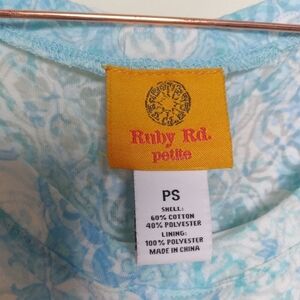 Ruby Rd.
petite
PS
SHELL:
60% COTTON
40% POLYESTER
LINING:
100% POLYESTER
MADE IN CHINA